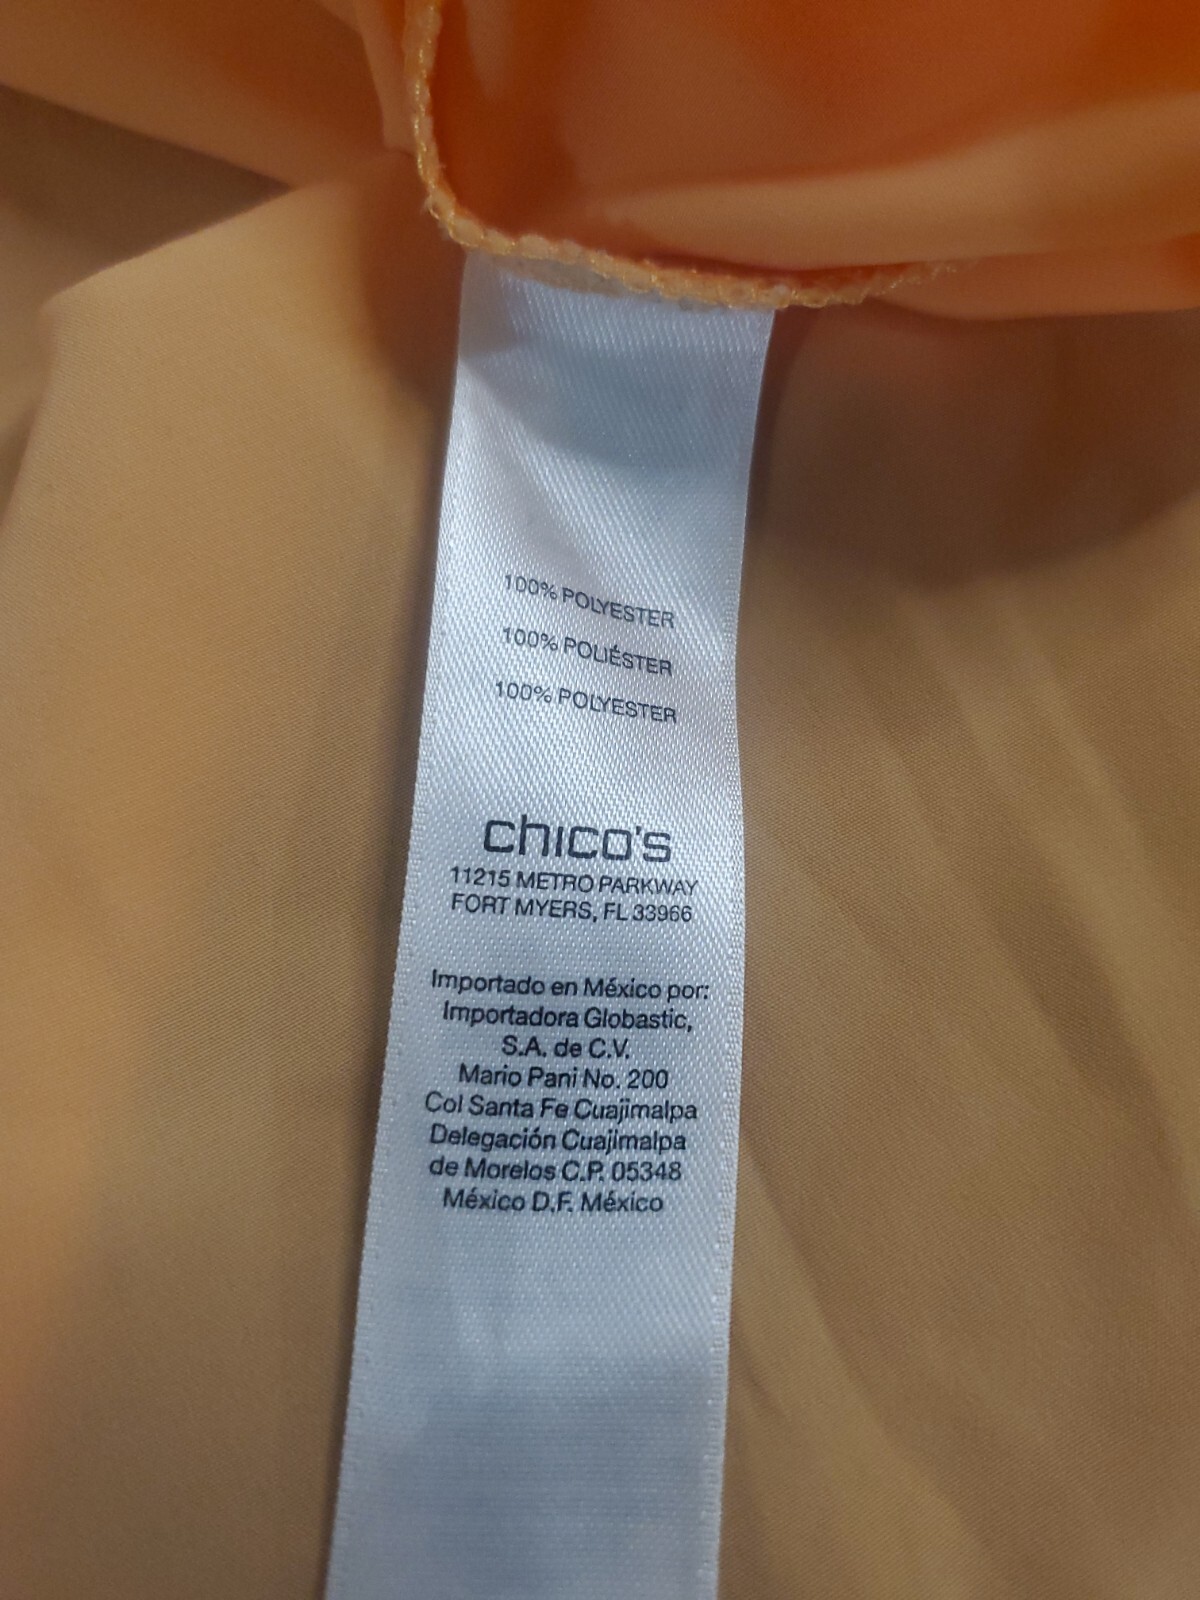 100% POLYESTER
100% POLIÉSTER
100% POLYESTER
chico's
11215 METRO PARKWAY
FORT MYERS, FL 33966
Importado en México por:
Importadora Globastic,
S.A. de C.V.
Mario Pani No. 200
Col Santa Fe Cuajimalpa
Delegación Cuajimalpa
de Morelos C.P. 05348
México D.F. México